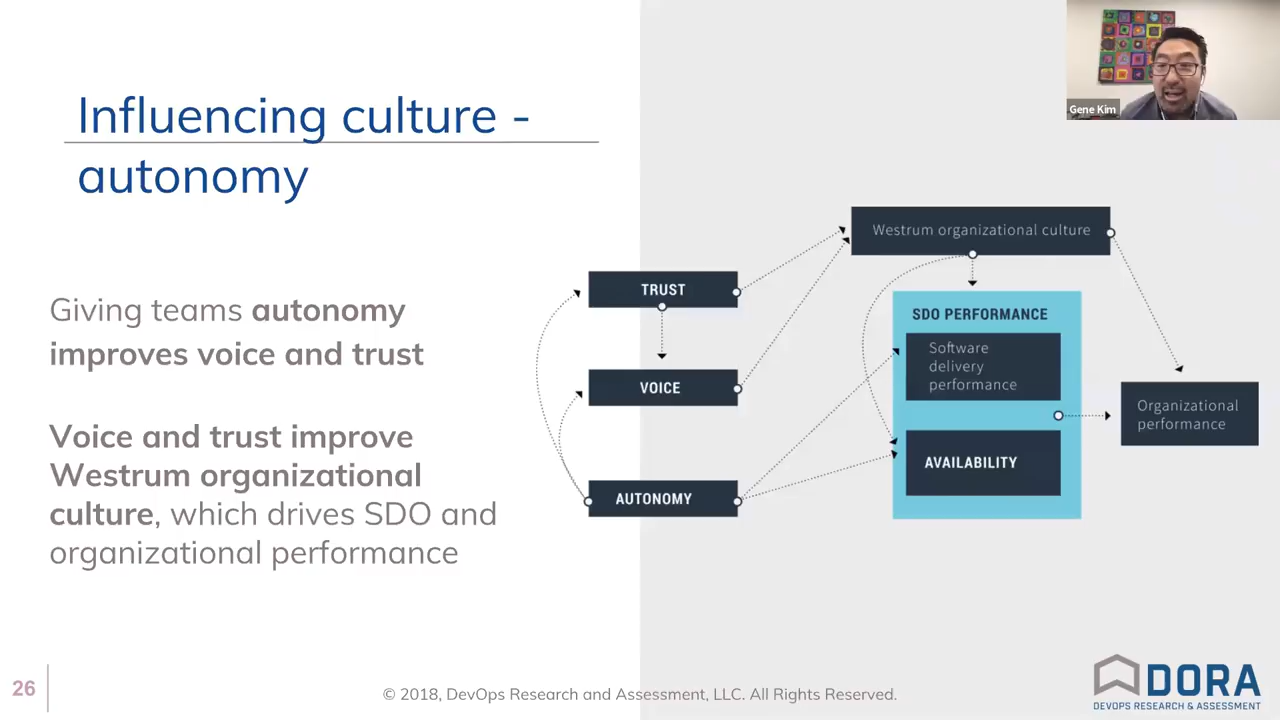 Influencing culture -
autonomy
Gene Kim
Giving teams autonomy
improves voice and trust
Voice and trust improve
Westrum organizational
culture, which drives SDO and
organizational performance
Westrum organizational culture
TRUST
SDO PERFORMANCE
Software
delivery
performance
VOICE
Organizational
performance
AVAILABILITY
AUTONOMY
26
© 2018, DevOps Research and Assessment, LLC. All Rights Reserved.
DORA
DEVOPS RESEARCH & ASSESSMENT